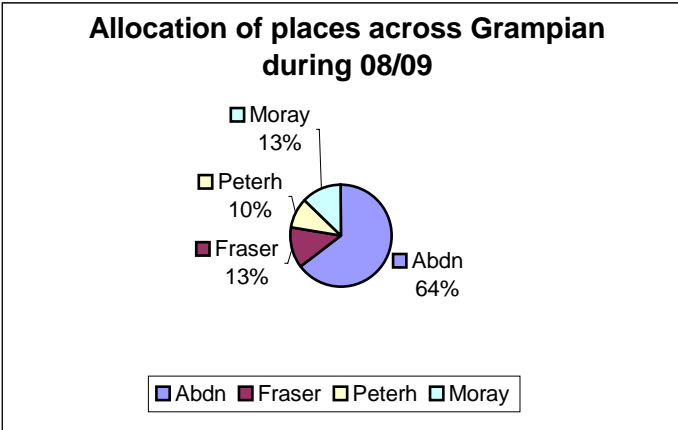 Allocation of places across Grampian
during 08/09
Moray
13%
Peterh
10%
Fraser
13%
Abdn
64%
Abdn Fraser Peterh Moray